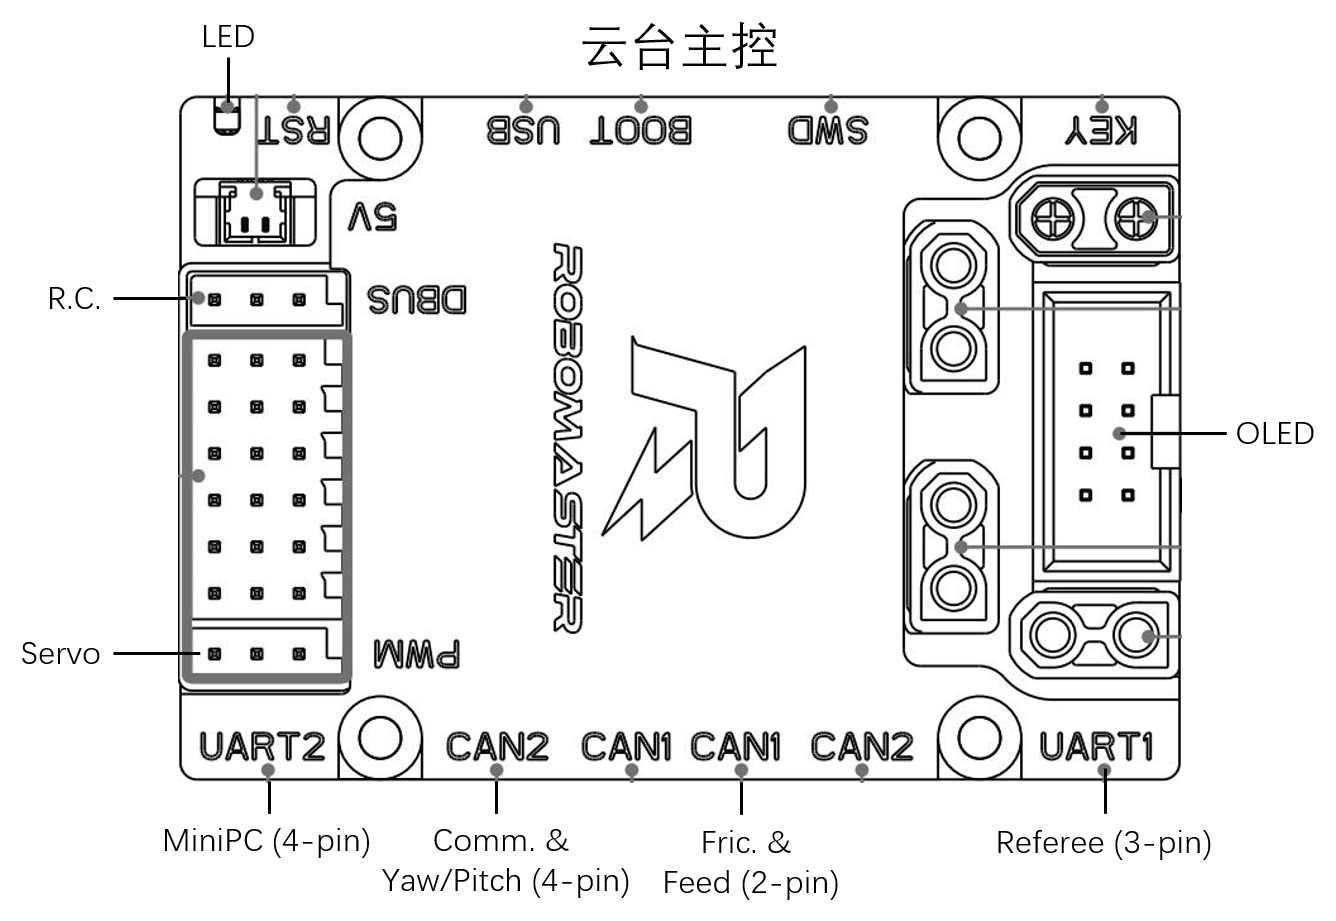 LED
云台主控
RST
USB
BOOT
SWD
KEY
5V
R.C.
DBUS
ROBOMASTER
OLED
Servo
PWM
UART2
CAN2
CAN1
CAN1
CAN2
UART1
MiniPC (4-pin)
Comm. &
Yaw/Pitch (4-pin)
Fric. &
Feed (2-pin)
Referee (3-pin)